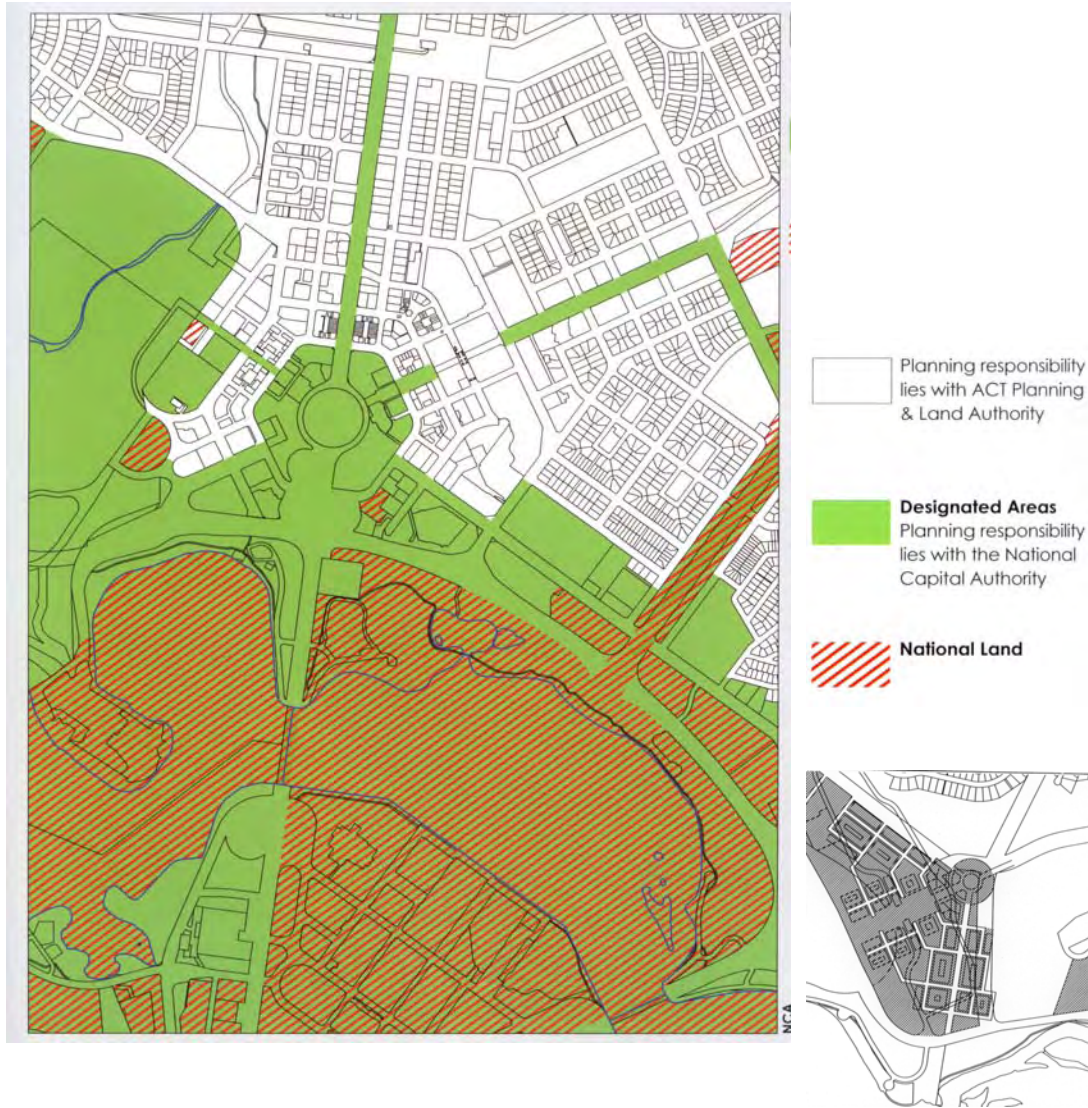 Planning responsibility
lies with ACT Planning
& Land Authority
Designated Areas
Planning responsibility
lies with the National
Capital Authority
National Land
NCA